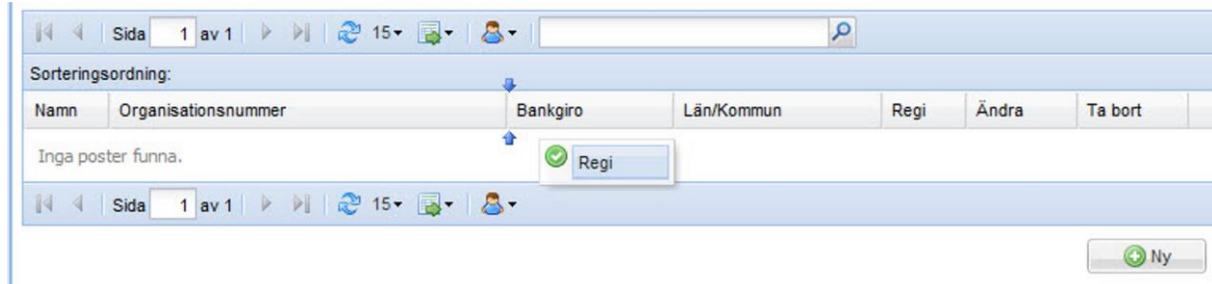 Sida 1 av 1 15
Sorteringsordning:
Namn Organisationsnummer Bankgiro Län/Kommun Regi Ändra Ta bort
Inga poster funna.
Regi
Sida 1 av 1 15
Ny